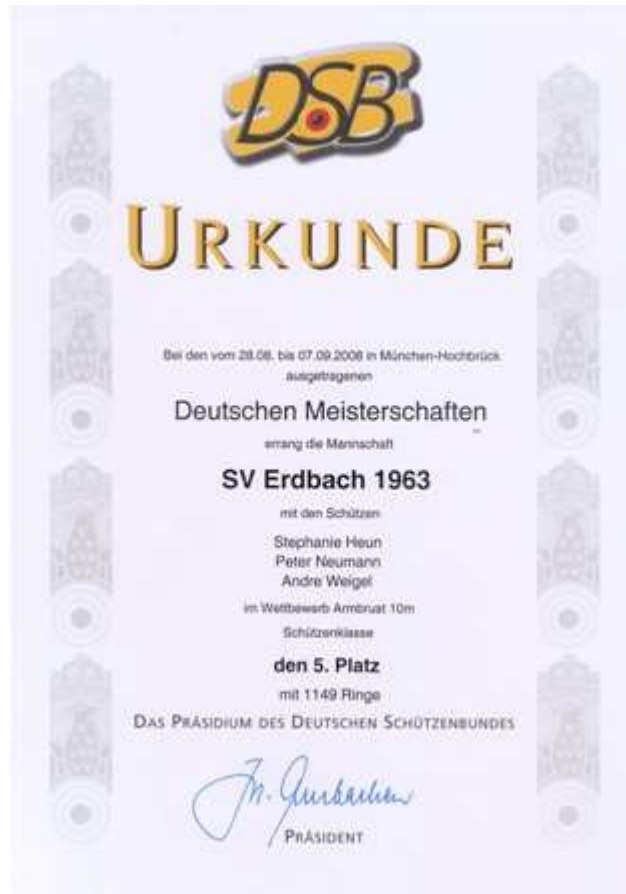 DSB
URKUNDE
Bei den vom 28.08. bis 07.09.2008 in München-Hochbrück
ausgetragenen
Deutschen Meisterschaften
errang die Mannschaft
SV Erdbach 1963
mit den Schützen
Stephanie Heun
Peter Neumann
Andre Weigel
im Wettbewerb Armbrust 10m
Schützenklasse
den 5. Platz
mit 1149 Ringe
DAS PRÄSIDIUM DES DEUTSCHEN SCHÜTZENBUNDES
PRÄSIDENT